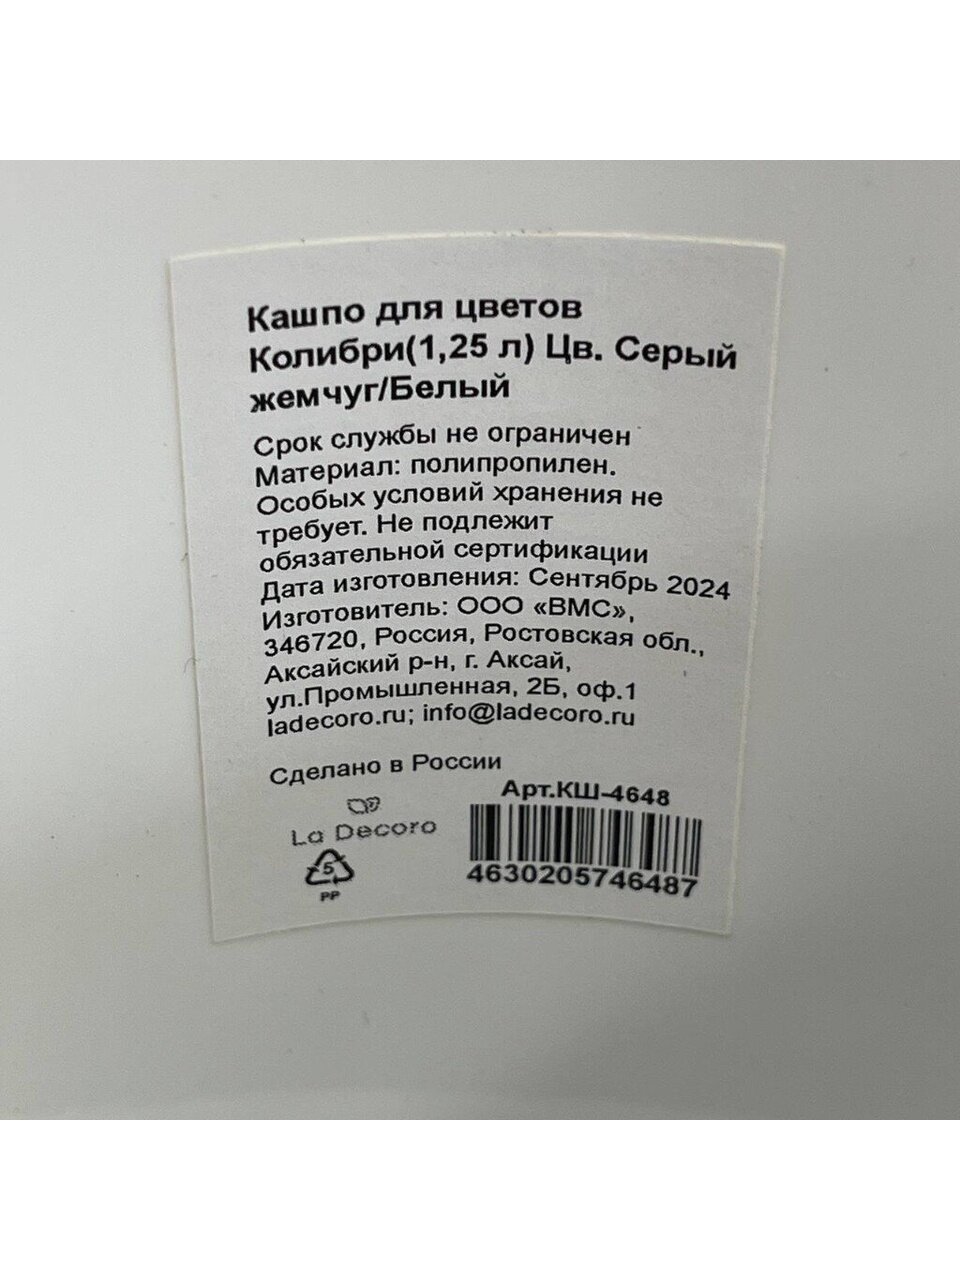 Кашпо для цветов
Колибри(1,25 л) Цв. Серый
жемчуг/Белый
Срок службы не ограничен
Материал: полипропилен.
Особых условий хранения не
требует. Не подлежит
обязательной сертификации
Дата изготовления: Сентябрь 2024
Изготовитель: ООО «ВМС»,
346720, Россия, Ростовская обл.,
Аксайский р-н, г. Аксай,
ул.Промышленная, 2Б, оф.1
ladecoro.ru; info@ladecoro.ru
Сделано в России
Арт.КШ-4648
La Decoro
5
PP
4630205746487